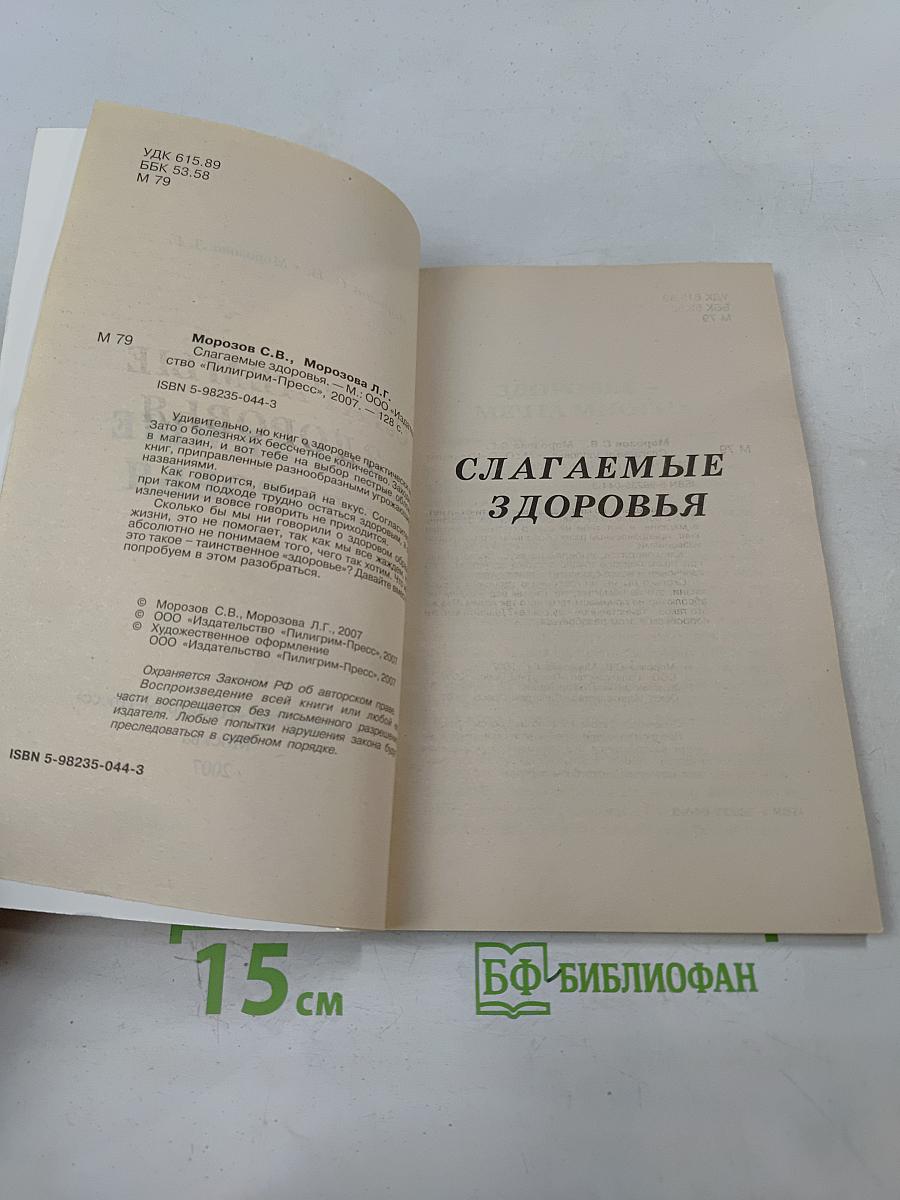 УДК 615.89
ББК 53.58
М 79
М 79
Морозов С.В., Морозова Л.Г.
Слагаемые здоровья. — М.: ООО «Издатель
ство «Пилигрим-Пресс», 2007. — 128 с.
ISBN 5-98235-044-3
Удивительно, но книг о здоровье практически
Зато о болезнях их бессчетное количество.
в магазин, и вот тебе на выбор пестрые
книг, приправленные разнообразными
названиями.
Как говорится, выбирай на вкус.
при таком подходе трудно остаться здоровым,
излечении и вовсе говорить не приходится.
Сколько бы мы ни говорили о здоровом
жизни, это не помогает, так как мы все
абсолютно не понимаем того, чего так хотим.
это такое – таинственное «здоровье»? Давайте
попробуем в этом разобраться.
© Морозов С.В., Морозова Л.Г., 2007
© ООО «Издательство «Пилигрим-Пресс», 2007
© Художественное оформление
ООО «Издательство «Пилигрим-Пресс», 2007
Охраняется Законом РФ об авторском праве.
Воспроизведение всей книги или любой
части воспрещается без письменного
издателя. Любые попытки нарушения закона
преследоваться в судебном порядке.
ISBN 5-98235-044-3
СЛАГАЕМЫЕ
ЗДОРОВЬЯ
15 см
БФ БИБЛИОФАН